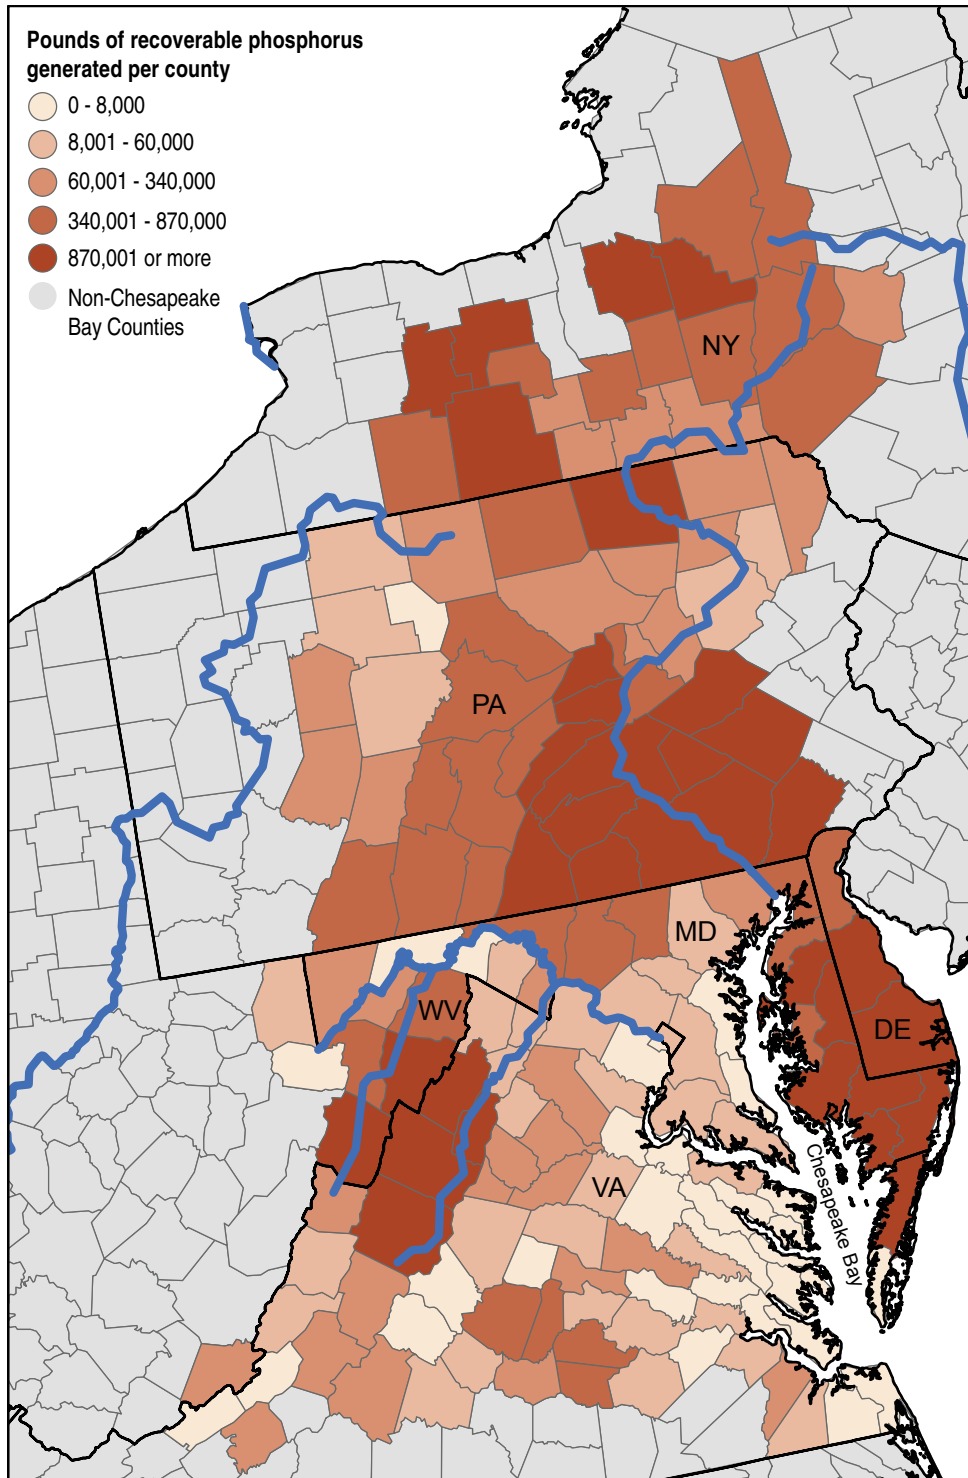 Pounds of recoverable phosphorus
generated per county
0 - 8,000
8,001 - 60,000
60,001 - 340,000
340,001 - 870,000
870,001 or more
Non-Chesapeake
Bay Counties
NY
PA
MD
WV
DE
VA
Chesapeake Bay